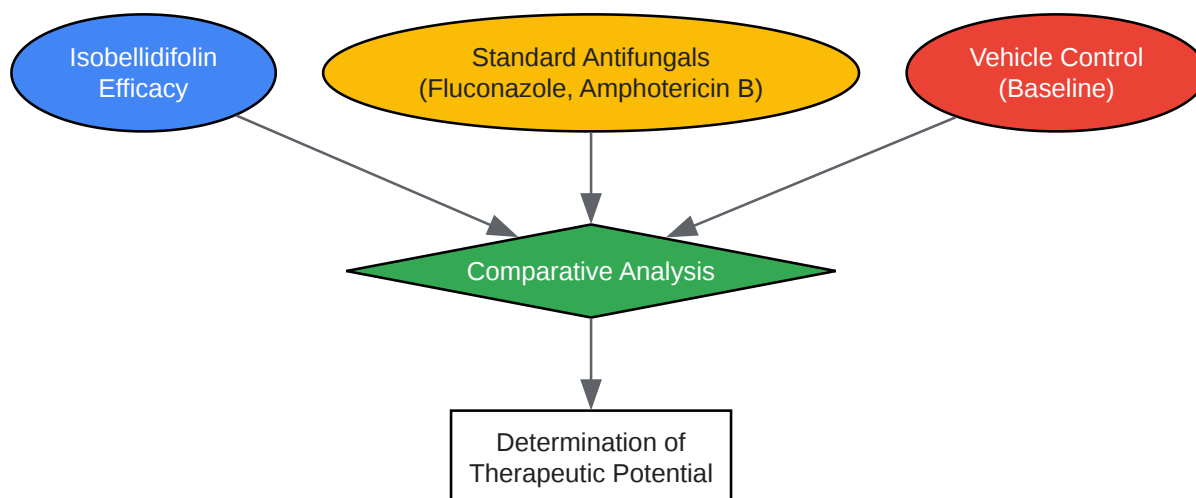 Isobellidifolin
Efficacy
Standard Antifungals
(Fluconazole, Amphotericin B)
Vehicle Control
(Baseline)
Comparative Analysis
Determination of
Therapeutic Potential